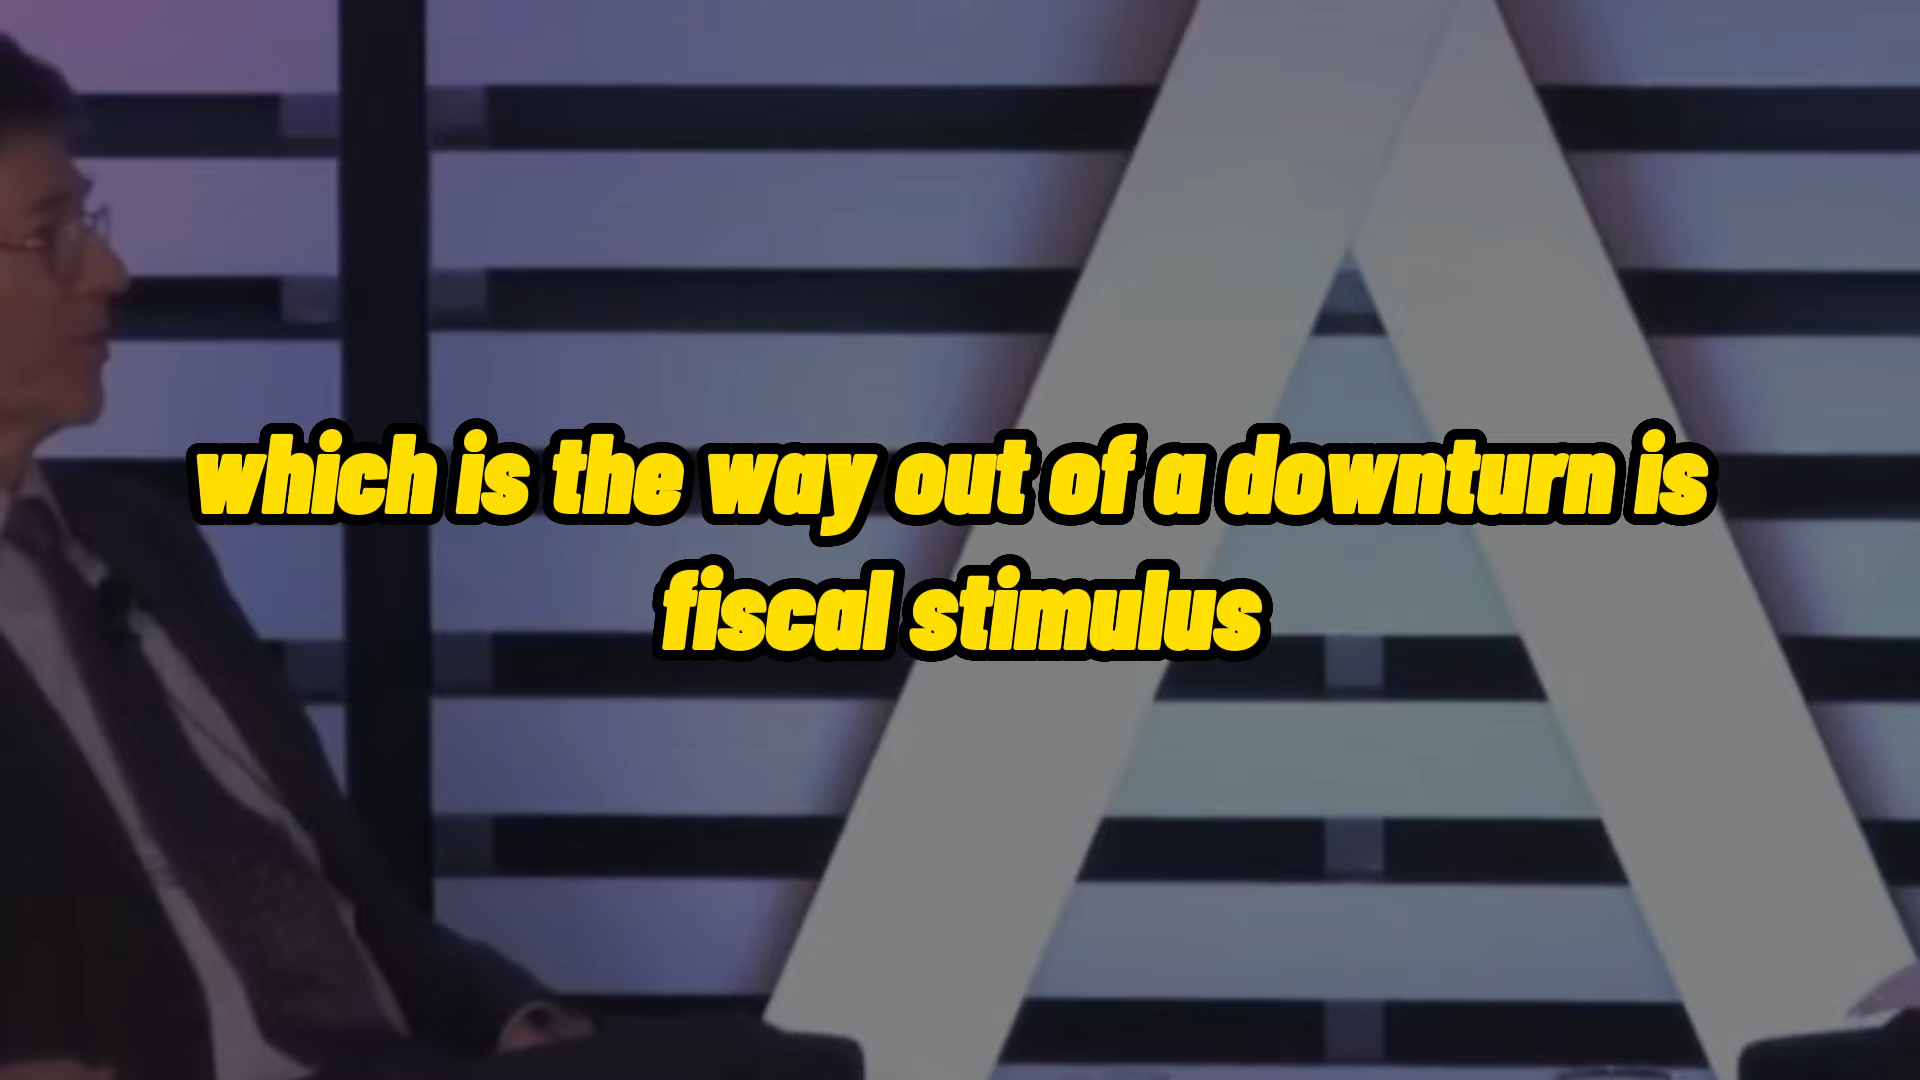 which is the way out of a downturn is
fiscal stimulus